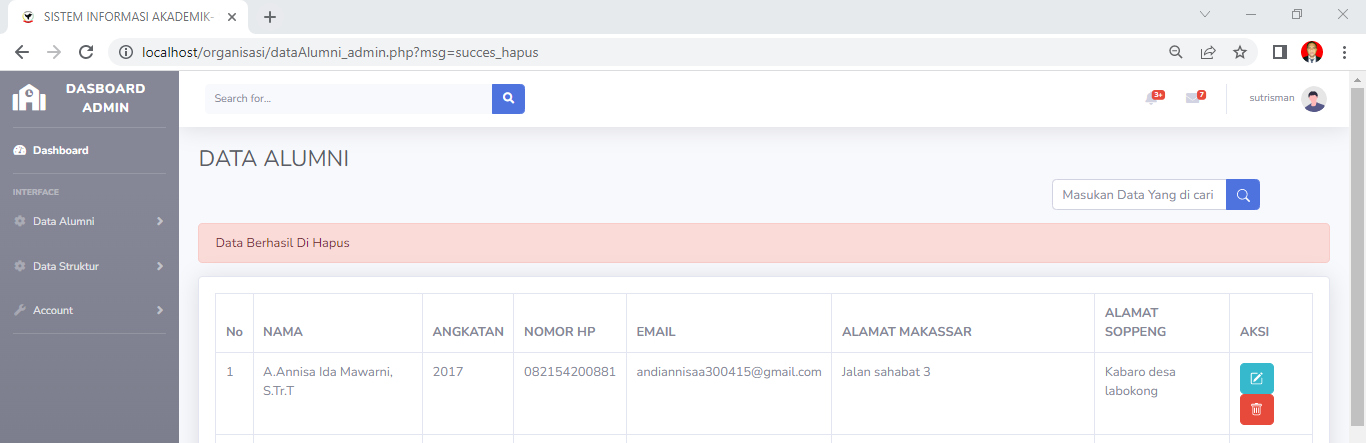 SISTEM INFORMASI AKADEMIK-
localhost/organisasi/dataAlumni_admin.php?msg=succes_hapus
DASBOARD
ADMIN
Search for...
3+
7
sutrisman
Dashboard
INTERFACE
Data Alumni
Data Struktur
Account
DATA ALUMNI
Masukan Data Yang di cari
Data Berhasil Di Hapus
No NAMA ANGKATAN NOMOR HP EMAIL ALAMAT MAKASSAR ALAMAT SOPPENG AKSI
1 A.Annisa Ida Mawarni, 2017 082154200881 andiannisaa300415@gmail.com Jalan sahabat 3 Kabaro desa
S.Tr.T labokong